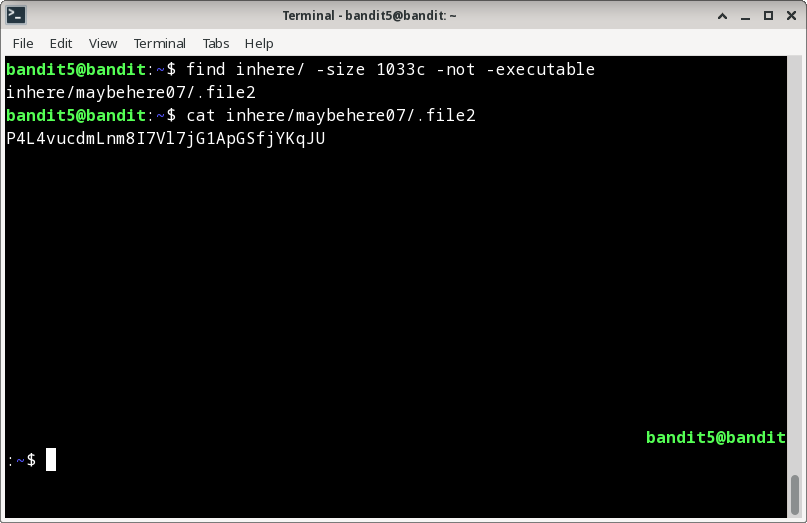 Terminal - bandit5@bandit: ~
File Edit View Terminal Tabs Help
bandit5@bandit:~$ find inhere/ -size 1033c -not -executable
inhere/maybehere07/.file2
bandit5@bandit:~$ cat inhere/maybehere07/.file2
P4L4vucdmLnm8I7Vl7jG1ApGSfjYKqJU
bandit5@bandit
:~$